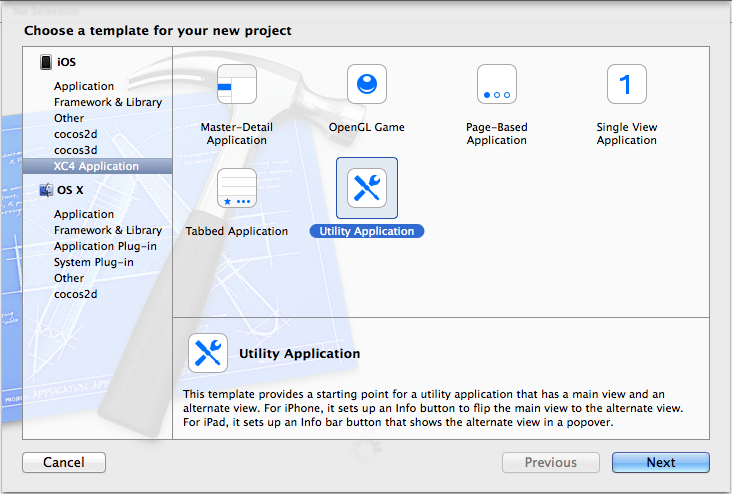 Choose a template for your new project
iOS
Application
Framework & Library
Other
cocos2d
cocos3d
XC4 Application
OS X
Application
Framework & Library
Application Plug-in
System Plug-in
Other
cocos2d
Master-Detail
Application
OpenGL Game
Page-Based
Application
1
Single View
Application
Tabbed Application
Utility Application
Utility Application
This template provides a starting point for a utility application that has a main view and an
alternate view. For iPhone, it sets up an Info button to flip the main view to the alternate view.
For iPad, it sets up an Info bar button that shows the alternate view in a popover.
Cancel
Previous
Next